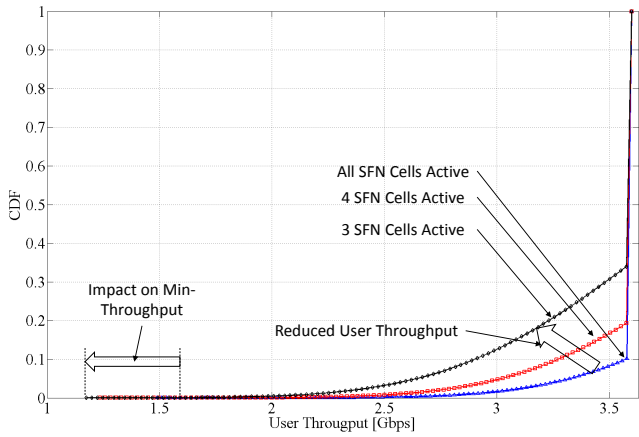 1
0.9
0.8
0.7
0.6
0.5
0.4
0.3
0.2
0.1
0
CDF
All SFN Cells Active
4 SFN Cells Active
3 SFN Cells Active
Impact on Min-
Throughput
Reduced User Throughput
1
1.5
2
2.5
3
3.5
User Througput [Gbps]